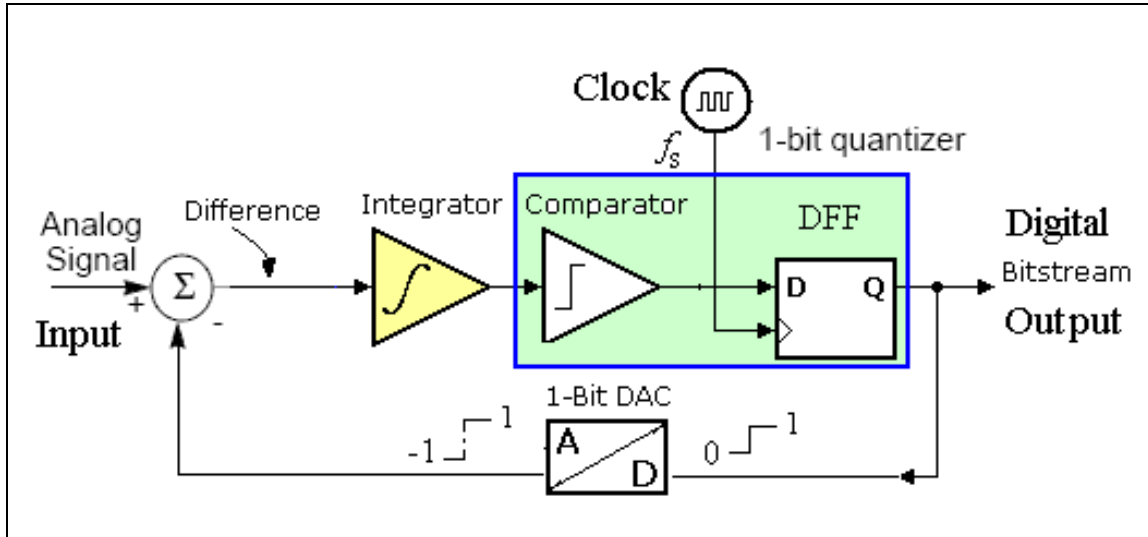 Clock
fs
1-bit quantizer
Analog
Signal
Input
Difference
Integrator
Comparator
DFF
Digital
Bitstream
Output
Σ
+
-
∫
D Q
1-Bit DAC
-1 1
A
D
0 1